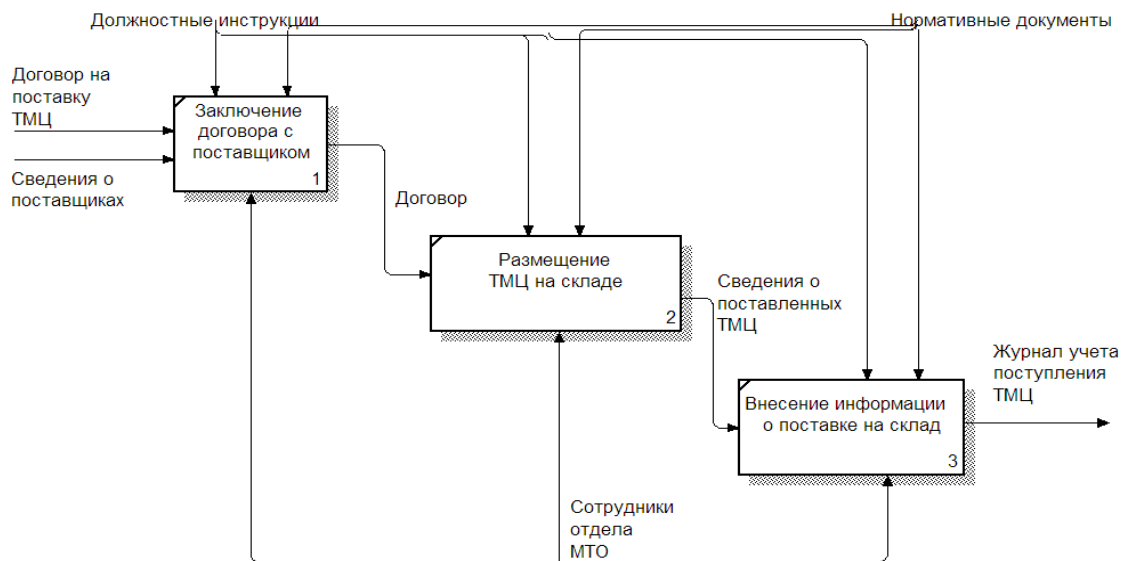 Должностные инструкции
Нормативные документы
Договор на
поставку
ТМЦ
Сведения о
поставщиках
Заключение
договора с
поставщиком
1
Договор
Размещение
ТМЦ на складе
2
Сведения о
поставленных
ТМЦ
Внесение информации
о поставке на склад
3
Журнал учета
поступления
ТМЦ
Сотрудники
отдела
МТО